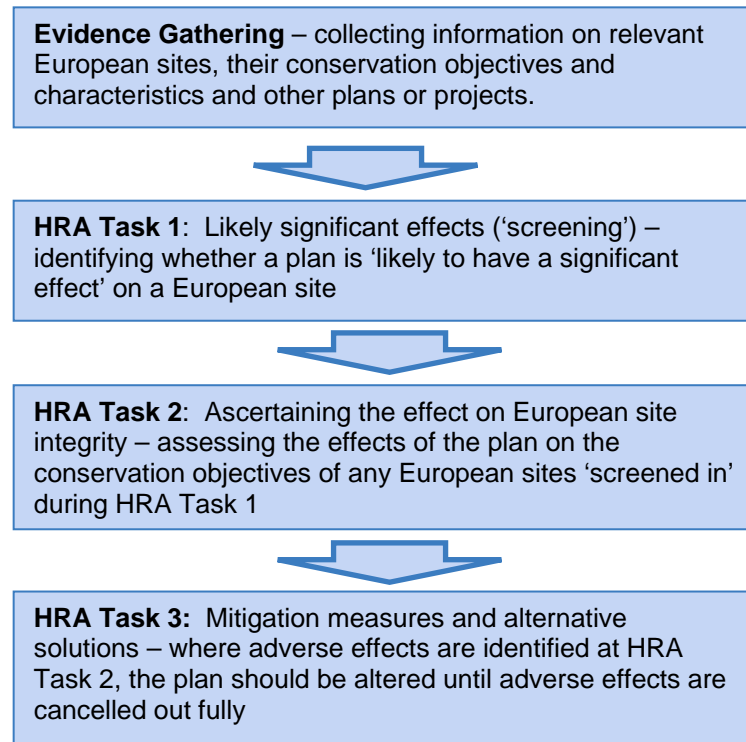 Evidence Gathering – collecting information on relevant
European sites, their conservation objectives and
characteristics and other plans or projects.
HRA Task 1:  Likely significant effects (‘screening’) –
identifying whether a plan is ‘likely to have a significant
effect’ on a European site
HRA Task 2:  Ascertaining the effect on European site
integrity – assessing the effects of the plan on the
conservation objectives of any European sites ‘screened in’
during HRA Task 1
HRA Task 3:  Mitigation measures and alternative
solutions – where adverse effects are identified at HRA
Task 2, the plan should be altered until adverse effects are
cancelled out fully